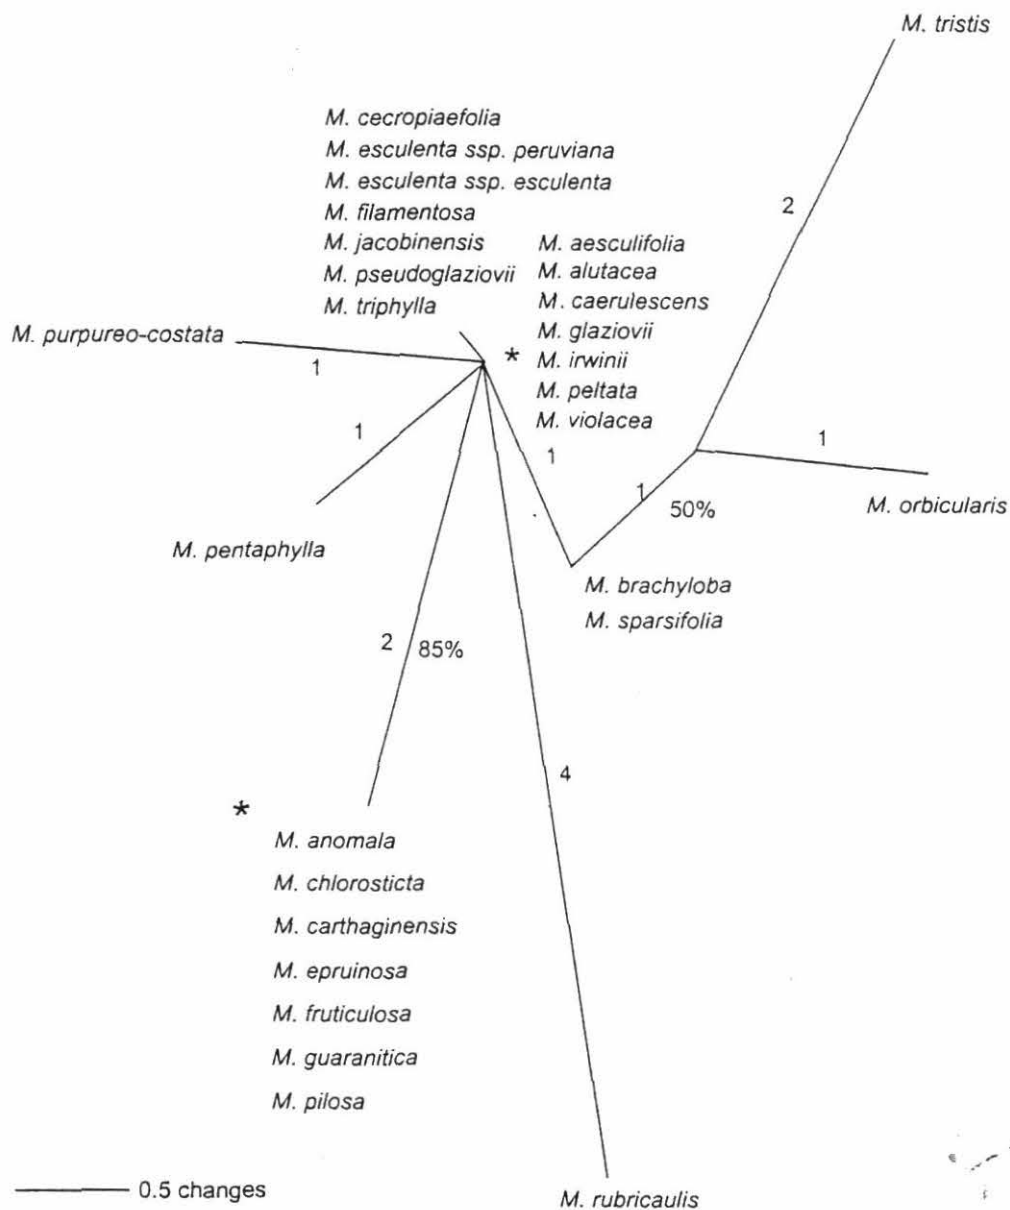 M. tristis
M. cecropiaefolia
M. esculenta ssp. peruviana
M. esculenta ssp. esculenta
M. filamentosa
M. jacobinensis
M. pseudoglaziovii
M. triphylla
2
M. aesculifolia
M. alutacea
M. caerulescens
M. glaziovii
* M. irwinii
M. peltata
M. violacea
M. purpureo-costata
1
1
1
1
1
50%
M. orbicularis
M. pentaphylla
M. brachyloba
M. sparsifolia
2 85%
4
*
M. anomala
M. chlorosticta
M. carthaginensis
M. epruinosa
M. fruticulosa
M. guaranitica
M. pilosa
0.5 changes
M. rubricaulis